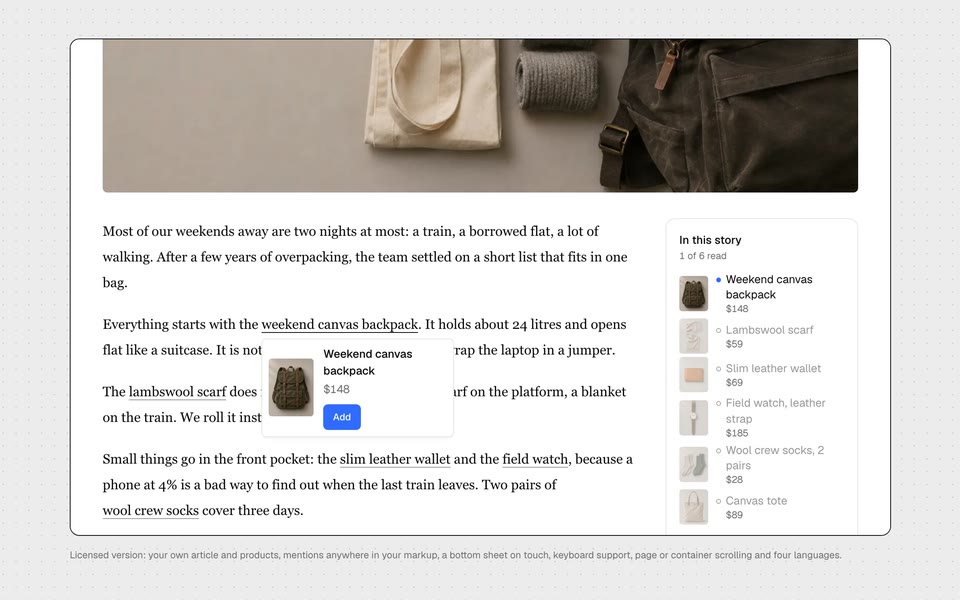 Most of our weekends away are two nights at most: a train, a borrowed flat, a lot of
walking. After a few years of overpacking, the team settled on a short list that fits in one
bag.
Everything starts with the weekend canvas backpack. It holds about 24 litres and opens
flat like a suitcase. It is not
rap the laptop in a jumper.
The lambswool scarf does
arf on the platform, a blanket
on the train. We roll it inst
Weekend canvas
backpack
$148
Add
Small things go in the front pocket: the slim leather wallet and the field watch, because a
phone at 4% is a bad way to find out when the last train leaves. Two pairs of
wool crew socks cover three days.
In this story
1 of 6 read
Weekend canvas
backpack
$148
Lambswool scarf
$59
Slim leather wallet
$69
Field watch, leather
strap
$185
Wool crew socks, 2
pairs
$28
Canvas tote
$89
Licensed version: your own article and products, mentions anywhere in your markup, a bottom sheet on touch, keyboard support, page or container scrolling and four languages.